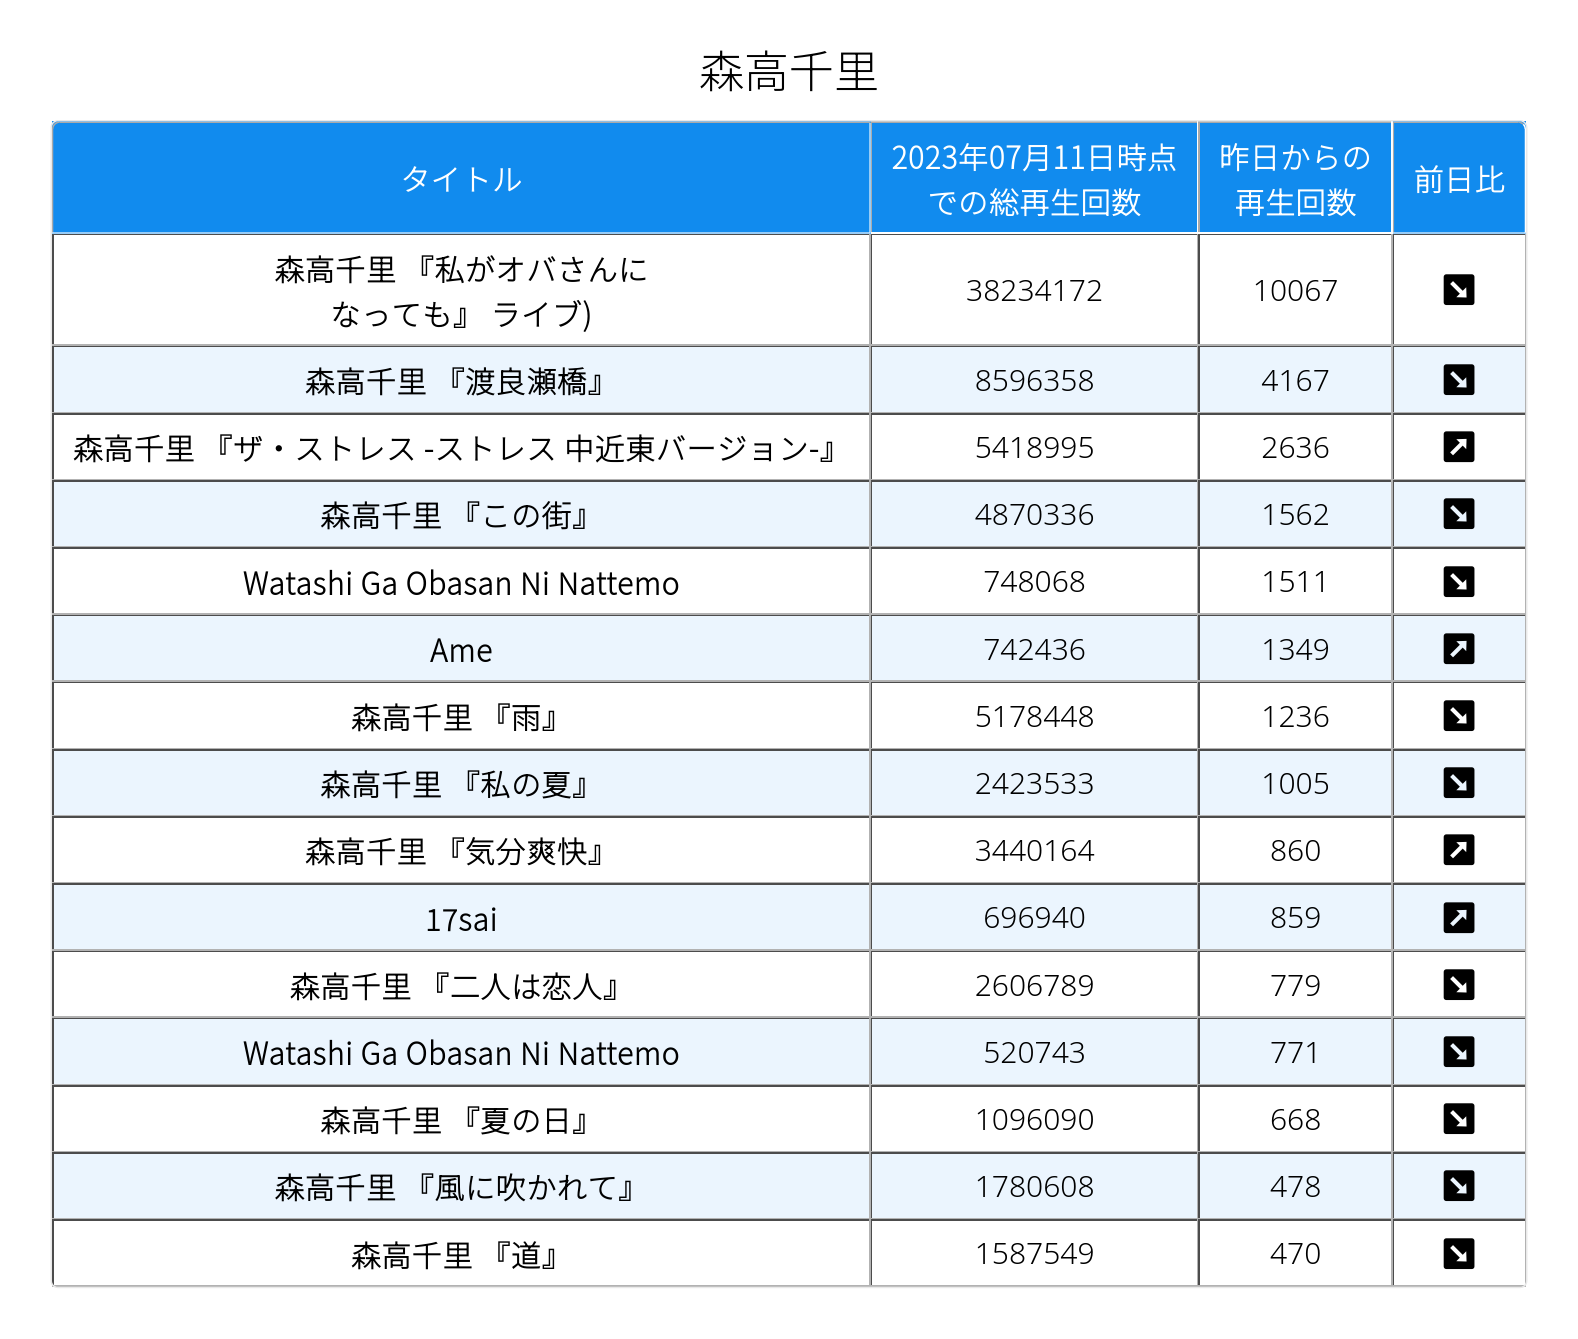 森高千里
タイトル
2023年07月11日時点
での総再生回数
昨日からの
再生回数
前日比
森高千里 『私がオバさんに
なっても』 ライブ)
38234172
10067
↘
森高千里 『渡良瀬橋』
8596358
4167
↘
森高千里 『ザ・ストレス -ストレス 中近東バージョン-』
5418995
2636
↗
森高千里 『この街』
4870336
1562
↘
Watashi Ga Obasan Ni Nattemo
748068
1511
↘
Ame
742436
1349
↗
森高千里 『雨』
5178448
1236
↘
森高千里 『私の夏』
2423533
1005
↘
森高千里 『気分爽快』
3440164
860
↗
17sai
696940
859
↗
森高千里 『二人は恋人』
2606789
779
↘
Watashi Ga Obasan Ni Nattemo
520743
771
↘
森高千里 『夏の日』
1096090
668
↘
森高千里 『風に吹かれて』
1780608
478
↘
森高千里 『道』
1587549
470
↘